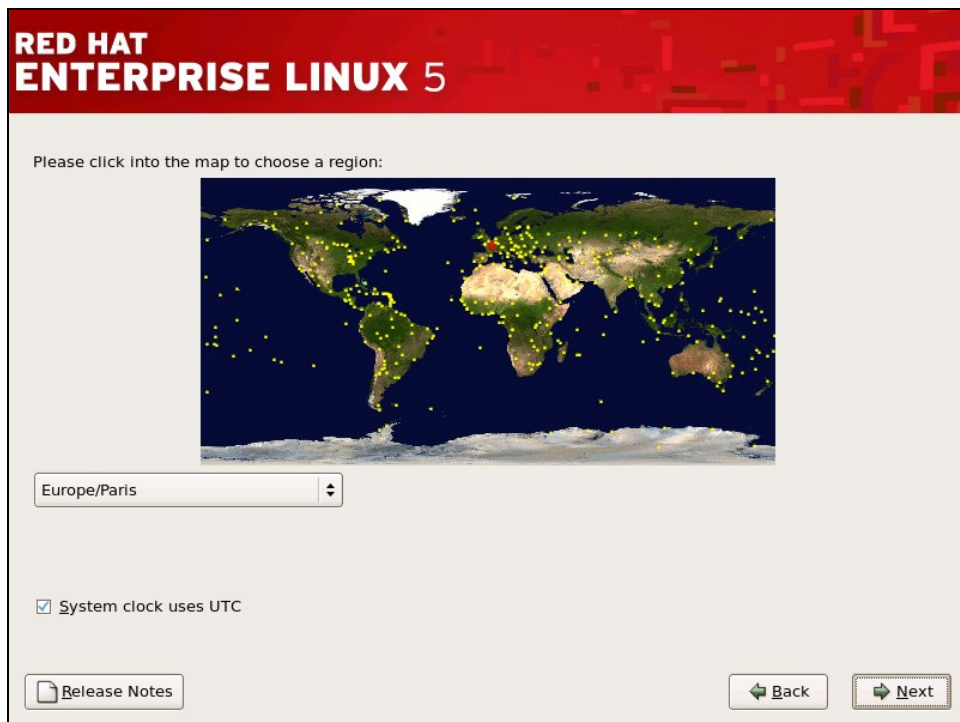 RED HAT
ENTERPRISE LINUX 5
Please click into the map to choose a region:
Europe/Paris
System clock uses UTC
Release Notes
Back
Next